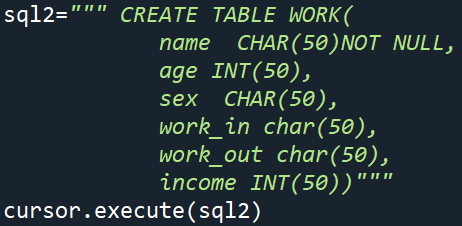 sql2=""" CREATE TABLE WORK(
name  CHAR(50)NOT NULL,
age INT(50),
sex  CHAR(50),
work_in char(50),
work_out char(50),
income INT(50))"""
cursor.execute(sql2)